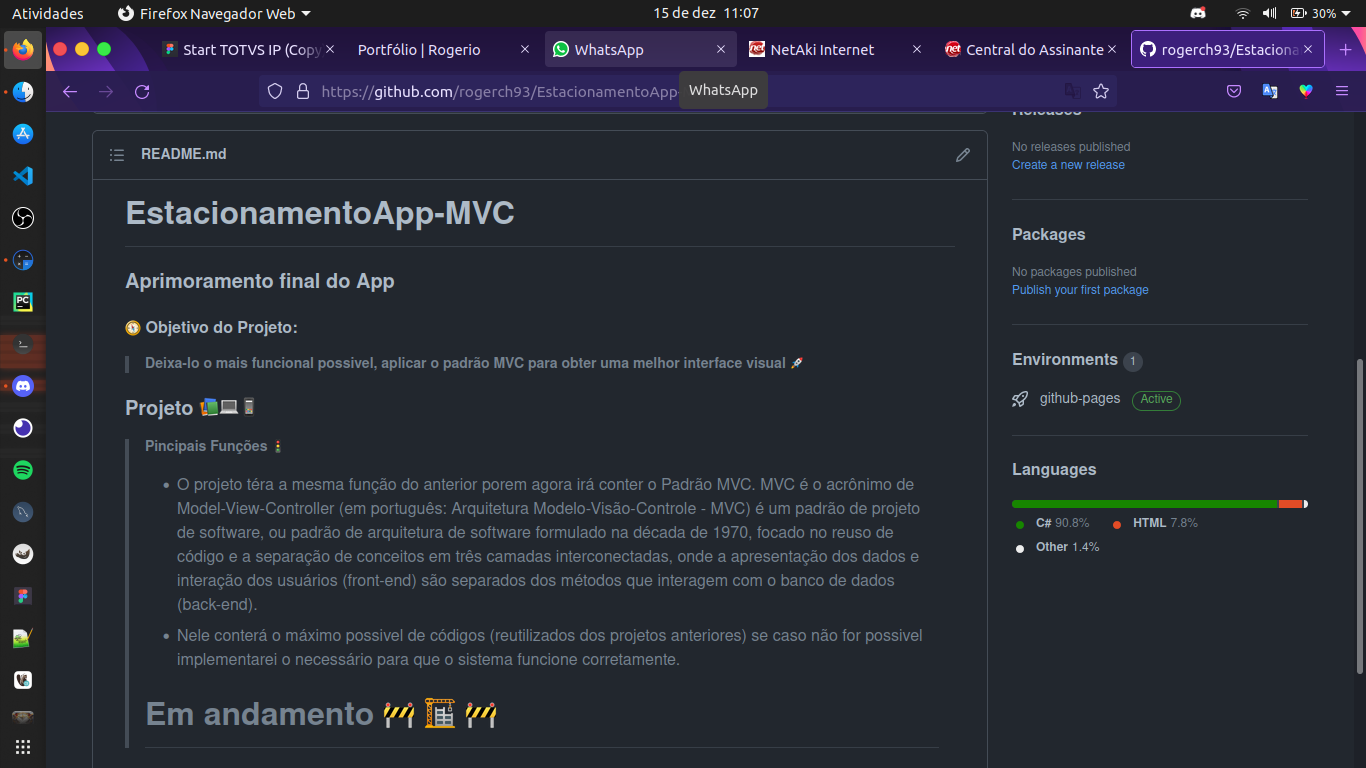 Atividades
Firefox Navegador Web
15 de dez 11:07
30%
Start TOTVS IP (Copy
Portfólio | Rogerio
WhatsApp
NetAki Internet
Central do Assinante
rogerch93/Estaciona
https://github.com/rogerch93/EstacionamentoApp-
WhatsApp
README.md
EstacionamentoApp-MVC
Aprimoramento final do App
Objetivo do Projeto:
Deixa-lo o mais funcional possivel, aplicar o padrão MVC para obter uma melhor interface visual
Projeto
Pincipais Funções
O projeto téra a mesma função do anterior porem agora irá conter o Padrão MVC. MVC é o acrônimo de
Model-View-Controller (em português: Arquitetura Modelo-Visão-Controle - MVC) é um padrão de projeto
de software, ou padrão de arquitetura de software formulado na década de 1970, focado no reuso de
código e a separação de conceitos em três camadas interconectadas, onde a apresentação dos dados e
interação dos usuários (front-end) são separados dos métodos que interagem com o banco de dados
(back-end).
Nele conterá o máximo possivel de códigos (reutilizados dos projetos anteriores) se caso não for possivel
implementarei o necessário para que o sistema funcione corretamente.
Em andamento
Releases
No releases published
Create a new release
Packages
No packages published
Publish your first package
Environments 1
github-pages Active
Languages
C# 90.8% HTML 7.8%
Other 1.4%